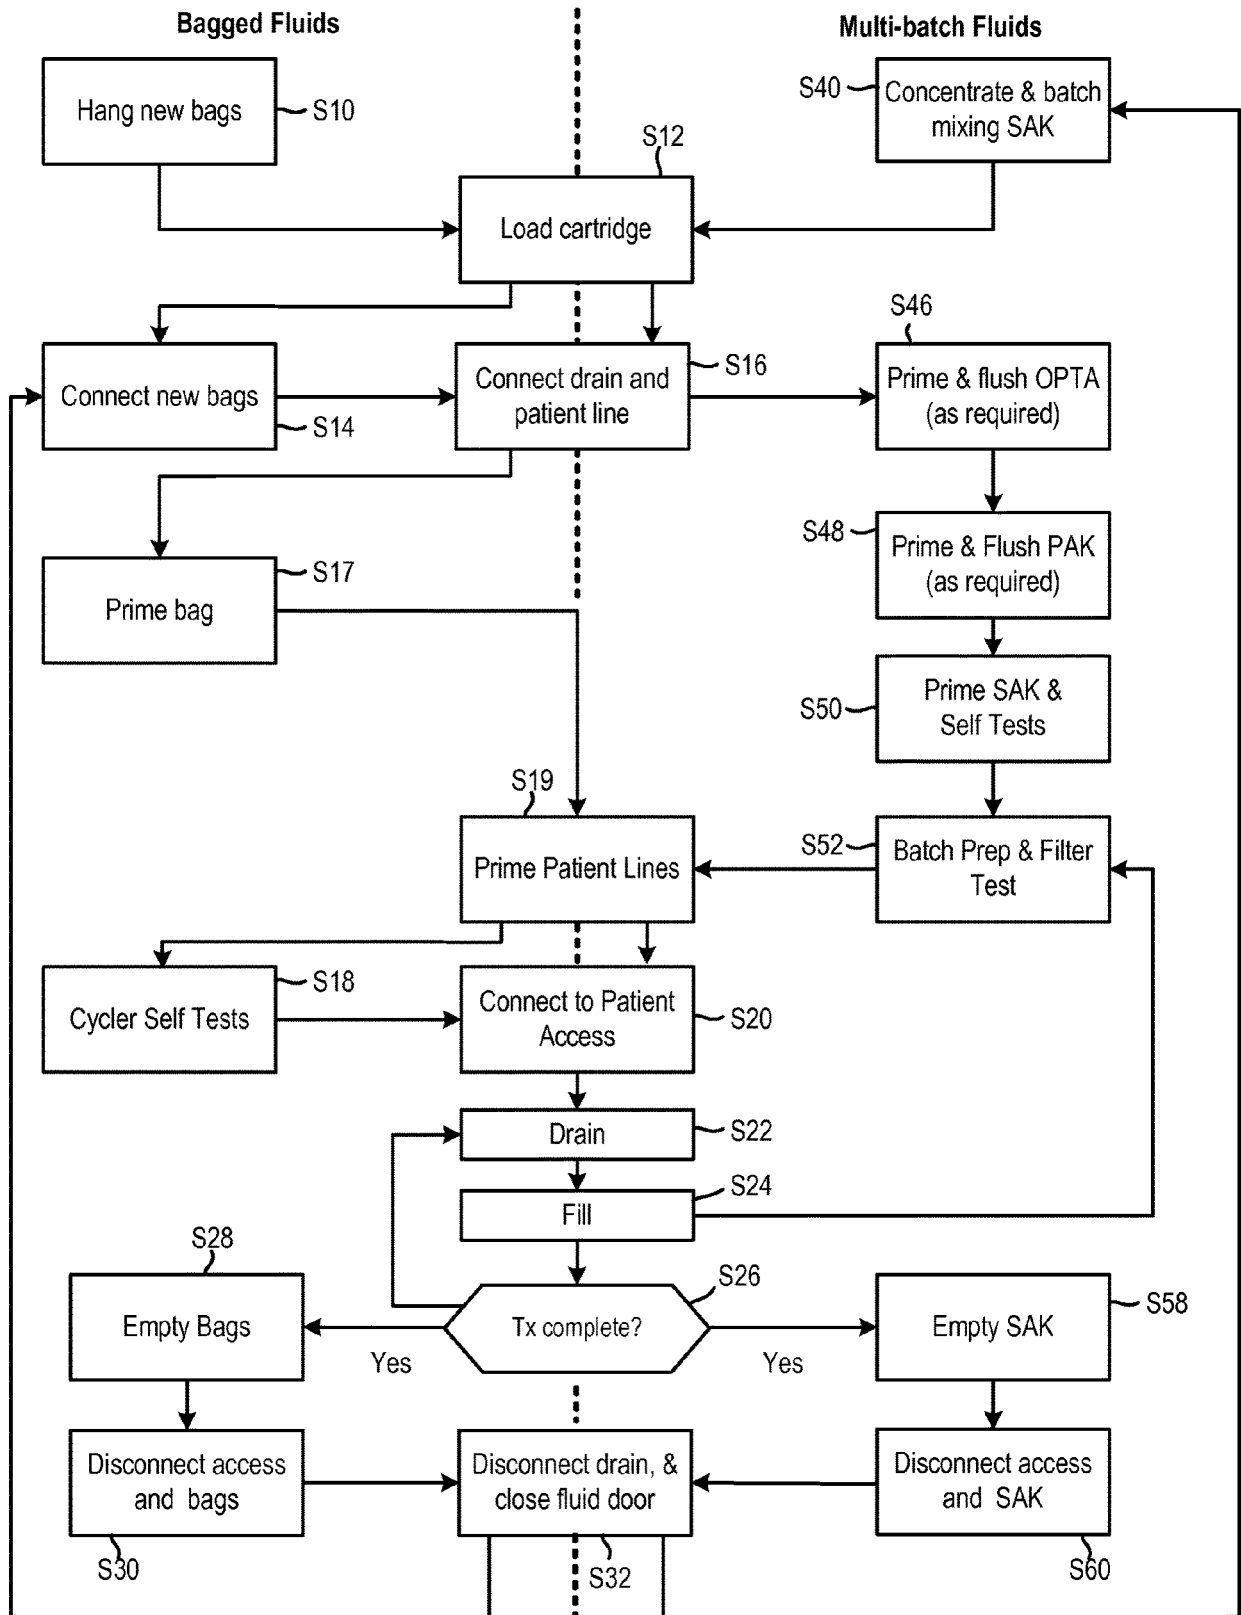 Bagged Fluids
Multi-batch Fluids
Hang new bags
S10
S40
Concentrate & batch
mixing SAK
S12
Load cartridge
Connect new bags
S14
Connect drain and
patient line
S16
S46
Prime & flush OPTA
(as required)
S48
Prime & Flush PAK
(as required)
S17
Prime bag
S50
Prime SAK &
Self Tests
S19
Prime Patient Lines
S52
Batch Prep & Filter
Test
S18
Cycler Self Tests
Connect to Patient
Access
S20
Drain
S22
S24
Fill
S28
Empty Bags
S26
Tx complete?
Yes
Yes
S58
Empty SAK
Disconnect access
and bags
S30
Disconnect drain, &
close fluid door
S32
Disconnect access
and SAK
S60